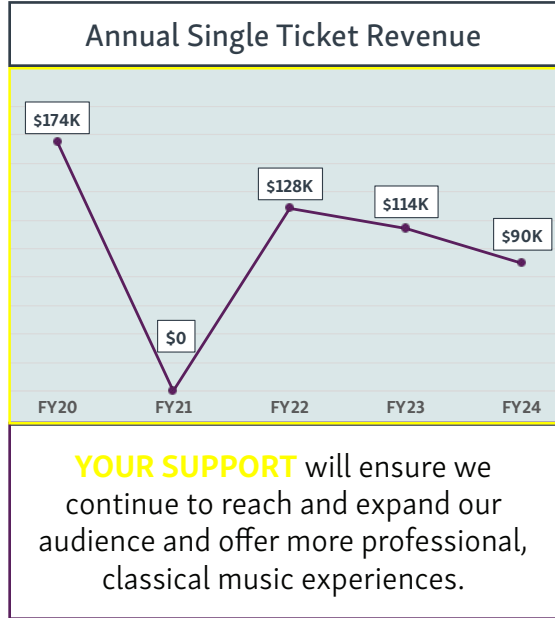 Annual Single Ticket Revenue
$174K
$128K
$114K
$90K
$0
FY20 FY21 FY22 FY23 FY24
YOUR SUPPORT will ensure we
continue to reach and expand our
audience and offer more professional,
classical music experiences.